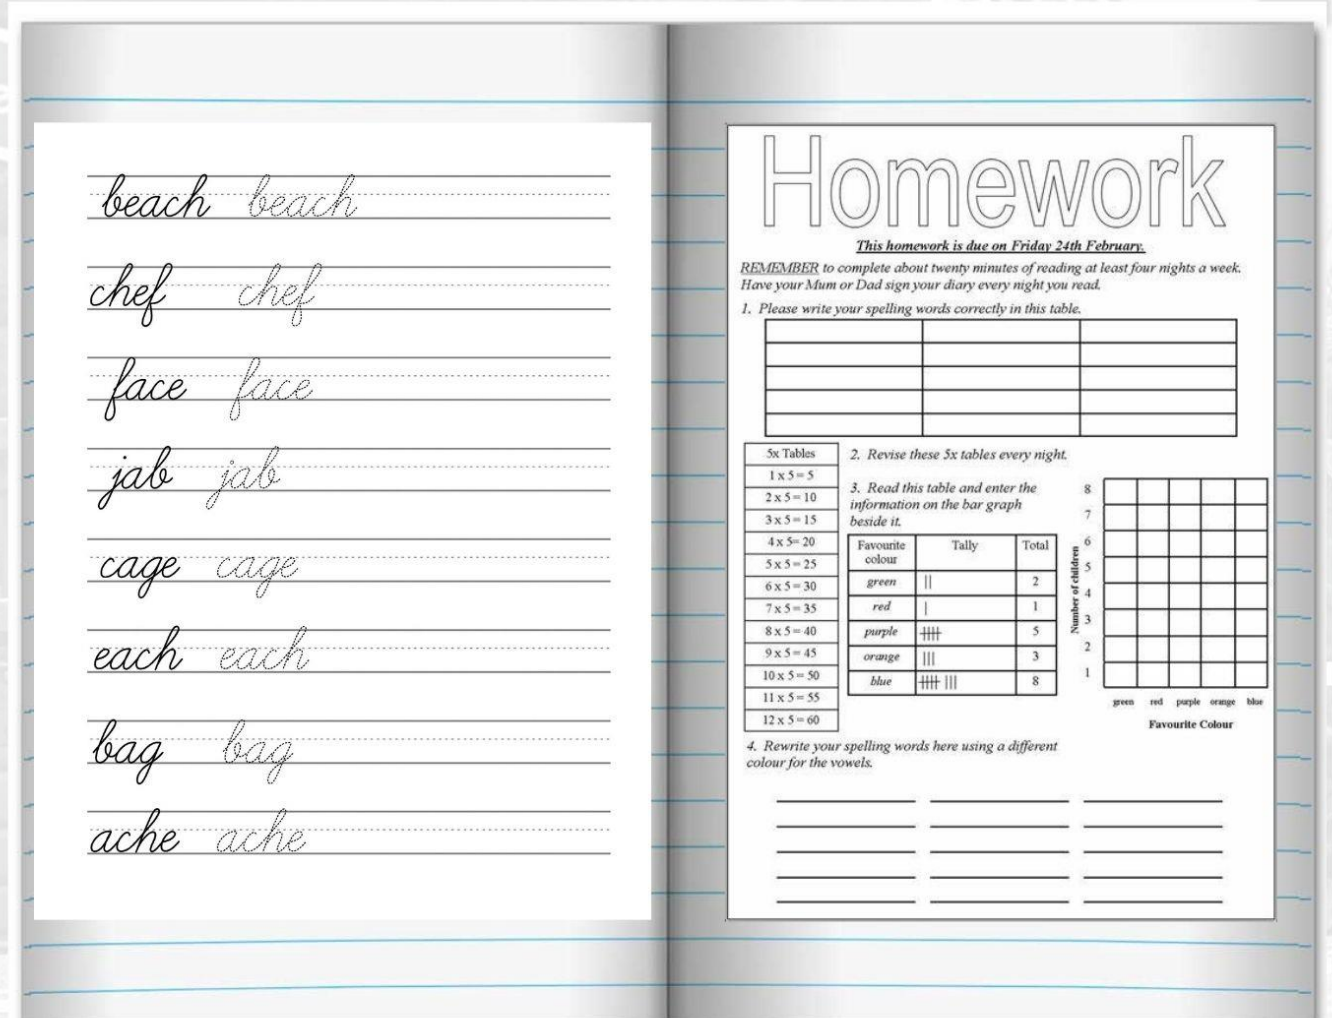 beach beach
chef chef
face face
jab jab
cage cage
each each
bag bag
ache ache
Homework
This homework is due on Friday 24th February.
REMEMBER to complete about twenty minutes of reading at least four nights a week.
Have your Mum or Dad sign your diary every night you read.
1. Please write your spelling words correctly in this table.
5x Tables
1 x 5 = 5
2 x 5 = 10
3 x 5 = 15
4 x 5= 20
5 x 5 = 25
6 x 5 = 30
7 x 5 = 35
8 x 5 = 40
9 x 5 = 45
10 x 5 = 50
11 x 5 = 55
12 x 5 = 60
2. Revise these 5x tables every night.
3. Read this table and enter the
information on the bar graph
beside it.
Favourite
colour
Tally
Total
green 2
red 1
purple 5
orange 3
blue 8
Number of children
8
7
6
5
4
3
2
1
green red purple orange blue
Favourite Colour
4. Rewrite your spelling words here using a different
colour for the vowels.